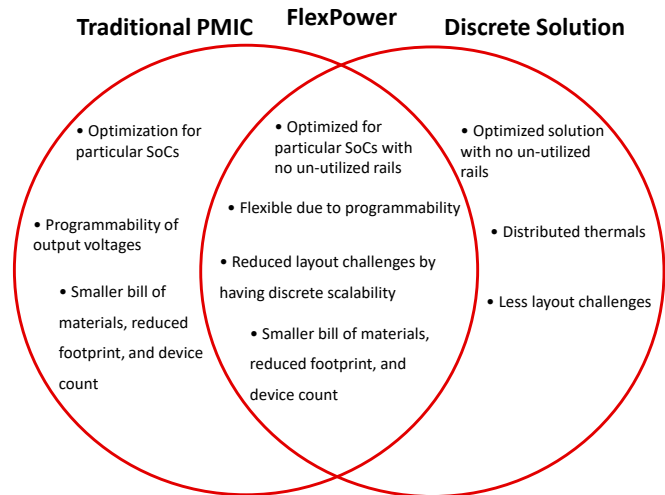 Traditional PMIC
FlexPower
Discrete Solution
• Optimization for
particular SoCs
• Programmability of
output voltages
• Smaller bill of
materials, reduced
footprint, and device
count
• Optimized for
particular SoCs with
no un-utilized rails
• Flexible due to programmability
• Reduced layout challenges by
having discrete scalability
• Smaller bill of materials,
reduced footprint, and
device count
• Optimized solution
with no un-utilized
rails
• Distributed thermals
• Less layout challenges